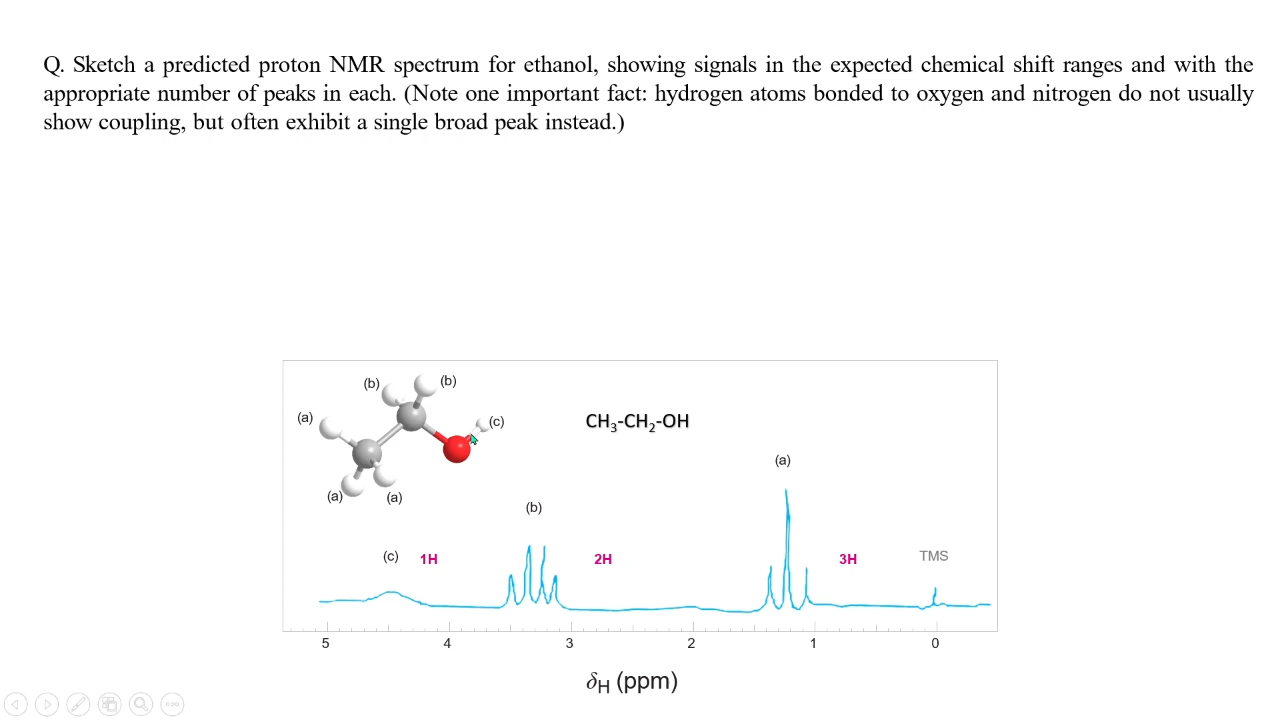 Q. Sketch a predicted proton NMR spectrum for ethanol, showing signals in the expected chemical shift ranges and with the
appropriate number of peaks in each. (Note one important fact: hydrogen atoms bonded to oxygen and nitrogen do not usually
show coupling, but often exhibit a single broad peak instead.)
(b) (b)
(a) (c) CH₃-CH₂-OH
(a)
(a) (a)
(b)
(c) 1H 2H 3H TMS
5 4 3 2 1 0
δH (ppm)